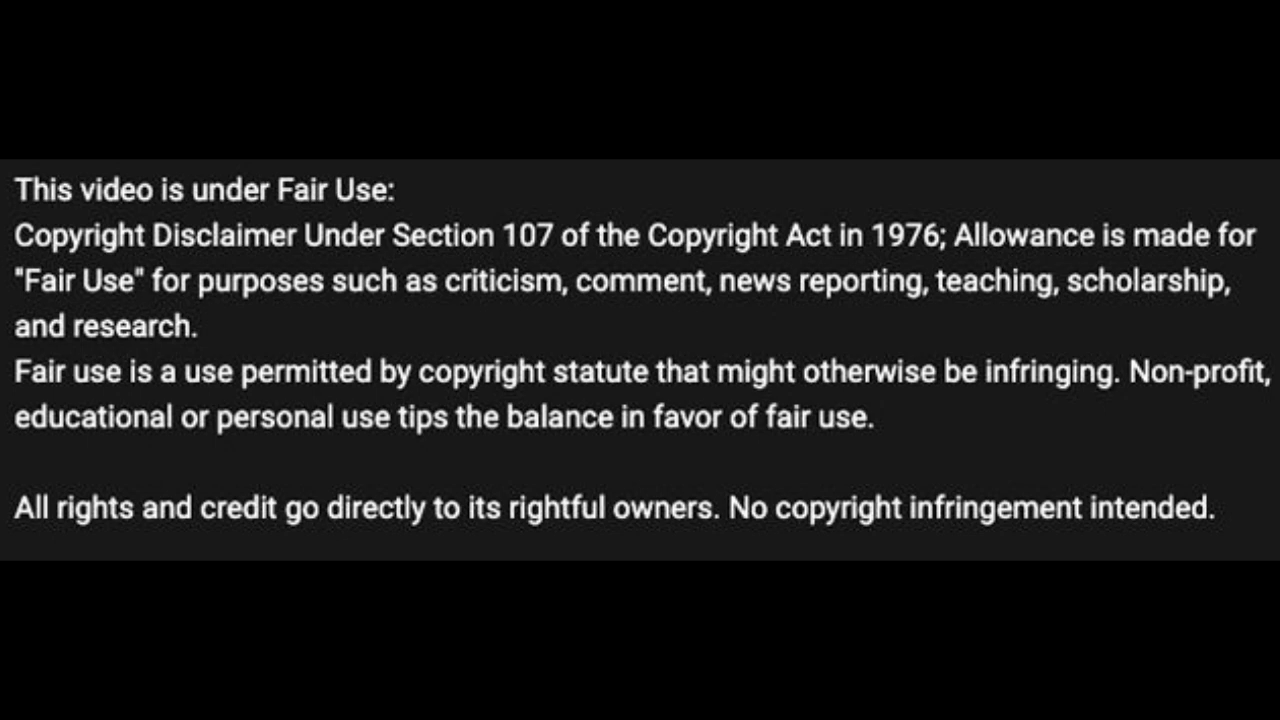 This video is under Fair Use:
Copyright Disclaimer Under Section 107 of the Copyright Act in 1976; Allowance is made for
"Fair Use" for purposes such as criticism, comment, news reporting, teaching, scholarship,
and research.
Fair use is a use permitted by copyright statute that might otherwise be infringing. Non-profit,
educational or personal use tips the balance in favor of fair use.
All rights and credit go directly to its rightful owners. No copyright infringement intended.